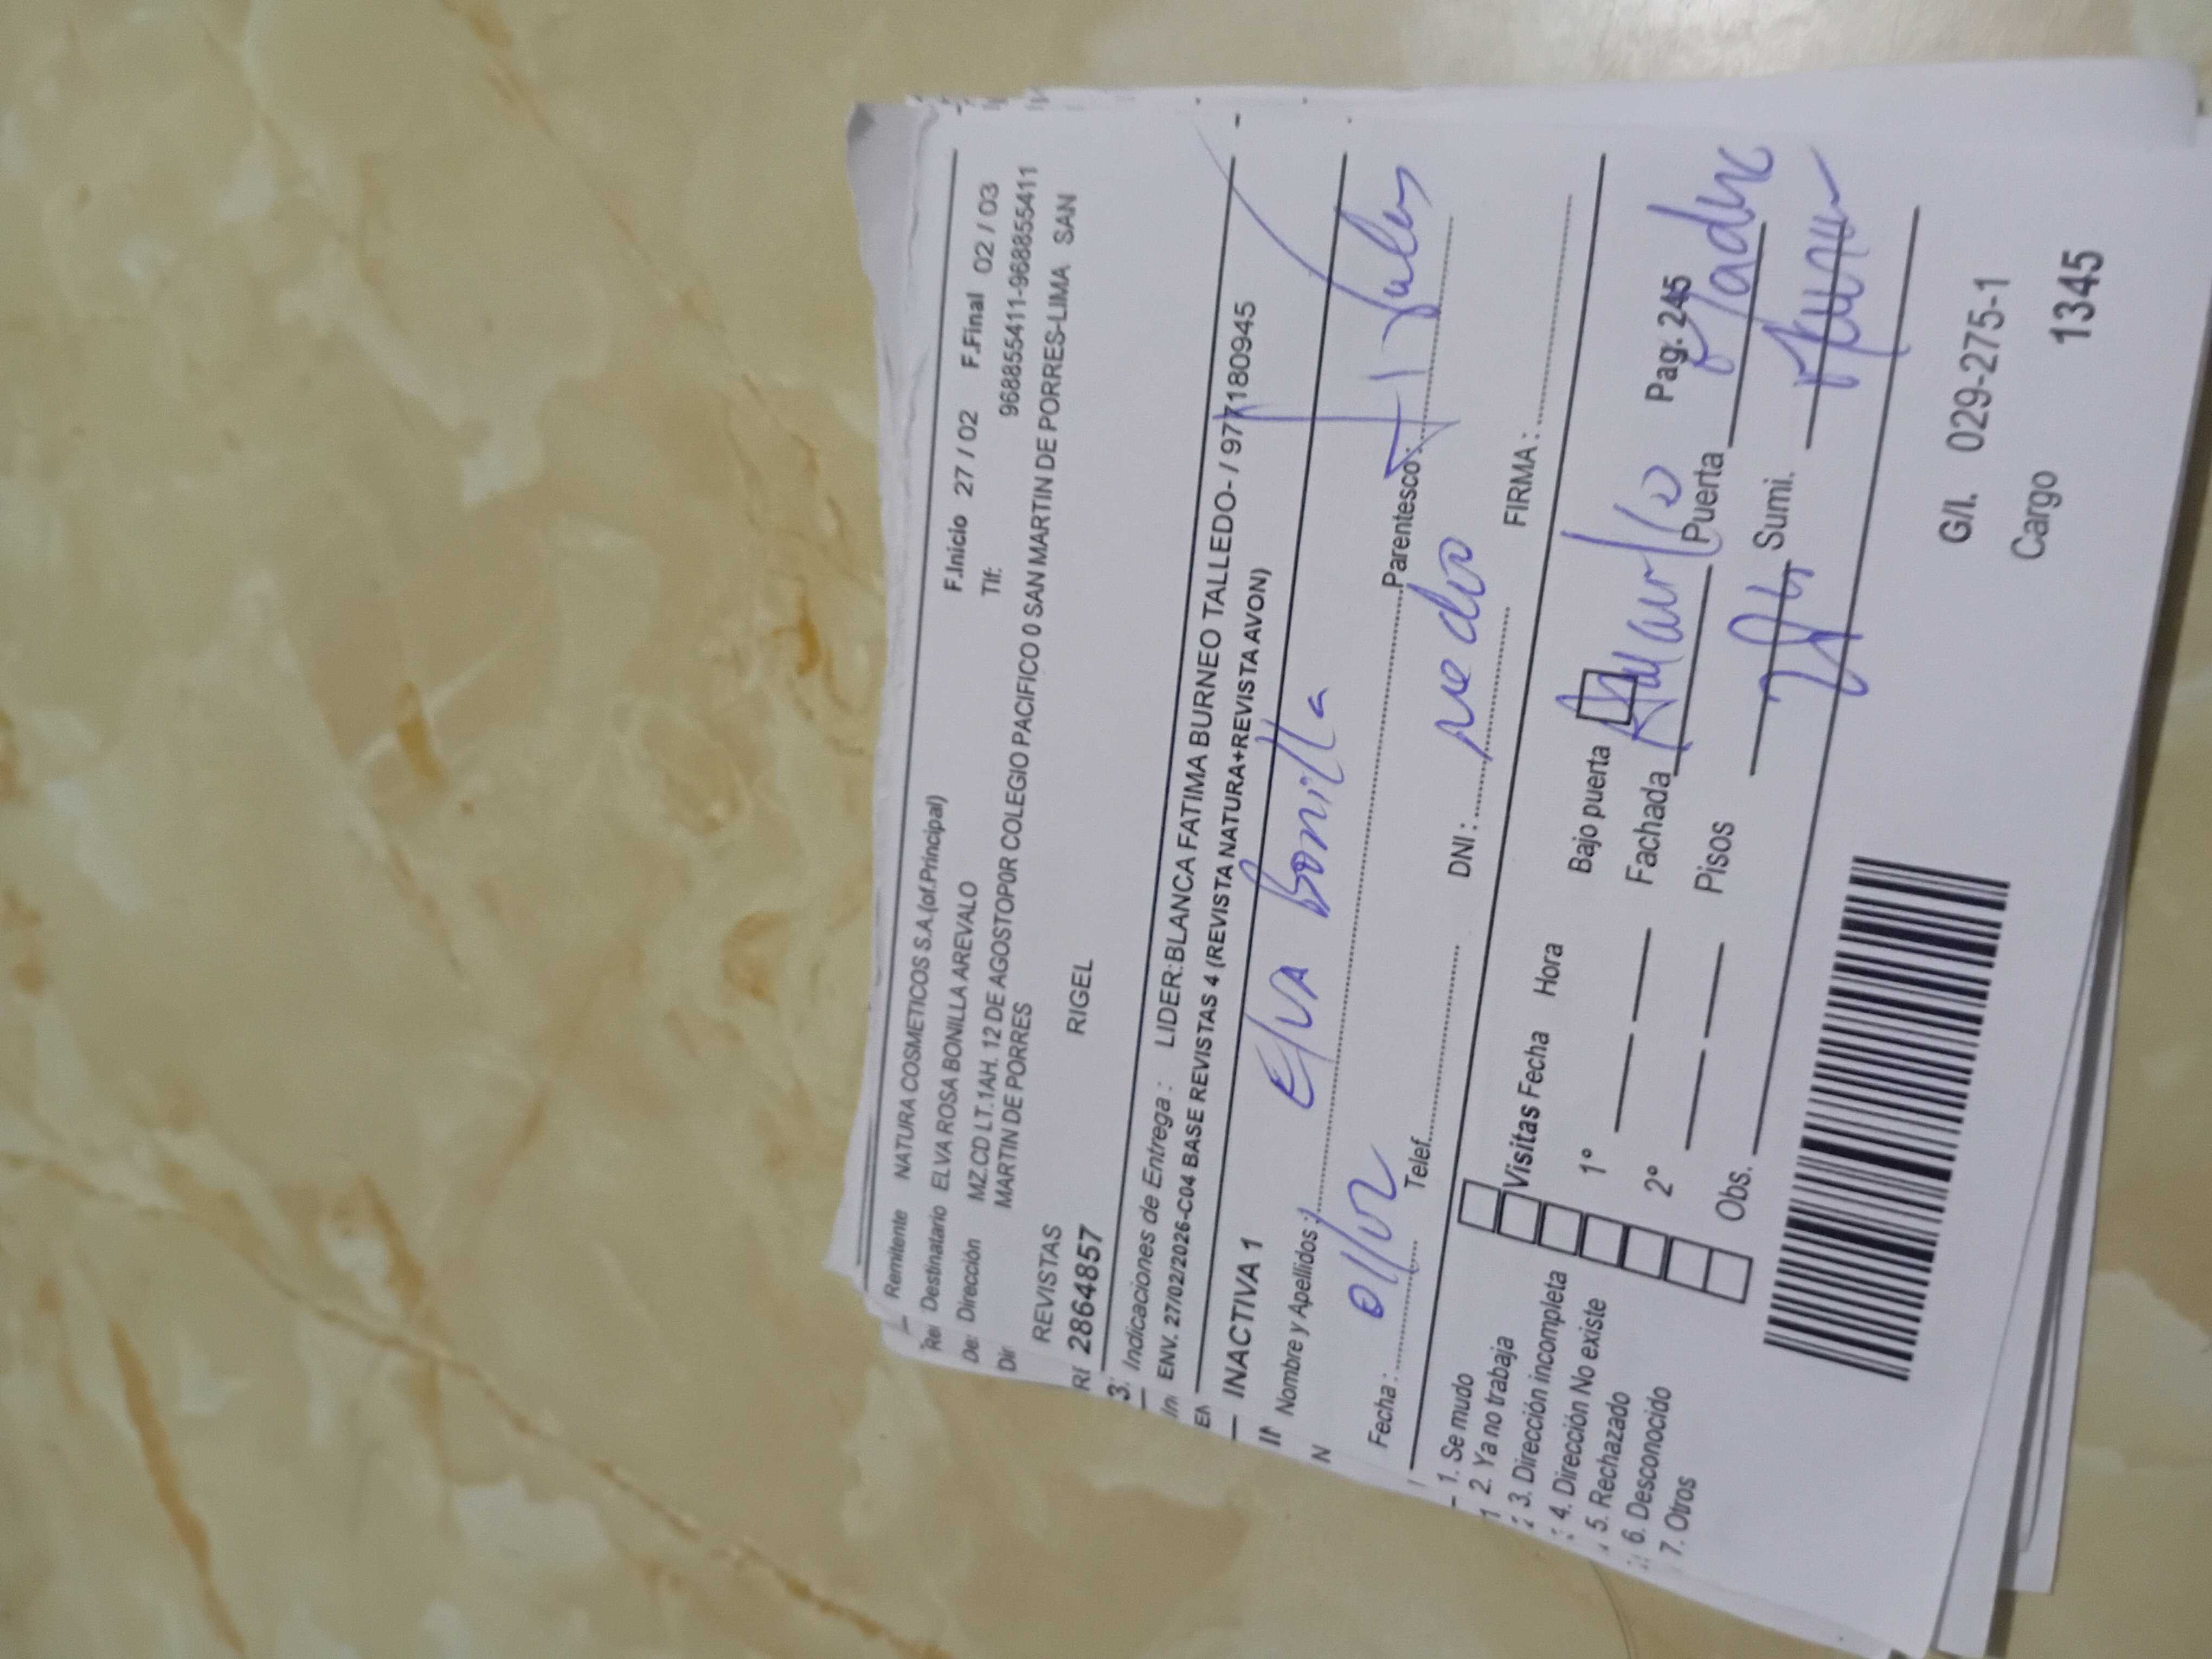 Remitente NATURA COSMETICOS S.A.(of.Principal) F.Inicio 27 / 02 F.Final 02 / 03
Destinatario ELVA ROSA BONILLA AREVALO Tlf: 968855411-968855411
Dirección MZ.CD LT.1AH. 12 DE AGOSTOPOR COLEGIO PACIFICO 0 SAN MARTIN DE PORRES-LIMA SAN
MARTIN DE PORRES
REVISTAS RIGEL
2864857
Indicaciones de Entrega : LIDER:BLANCA FATIMA BURNEO TALLEDO- / 977180945
ENV. 27/02/2026-C04 BASE REVISTAS 4 (REVISTA NATURA+REVISTA AVON)
INACTIVA 1
Nombre y Apellidos : Elva bonilla
Parentesco :
Fecha : Telef. DNI :
FIRMA :
1. Se mudo
2. Ya no trabaja
3. Dirección incompleta
4. Dirección No existe
5. Rechazado
6. Desconocido
7. Otros
Visitas Fecha Hora Bajo puerta Pag. 245
1° Fachada Puerta
2° Pisos Sumi.
Obs.
G/I. 029-275-1
Cargo 1345